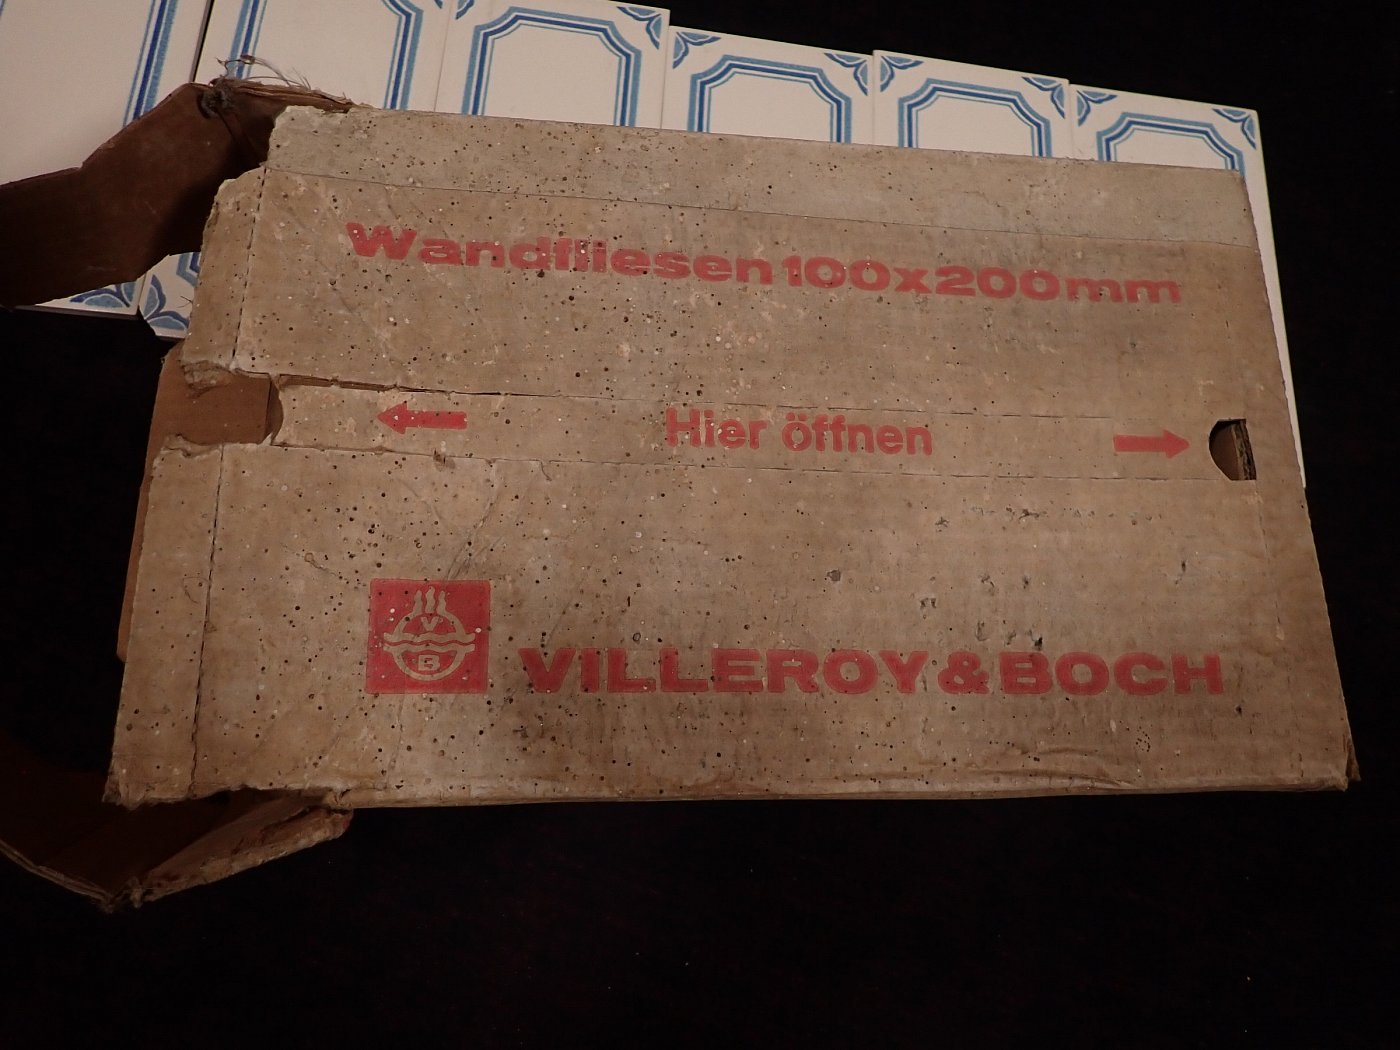 Wandfliesen 100x200mm
Hier öffnen
V
B
VILLEROY & BOCH